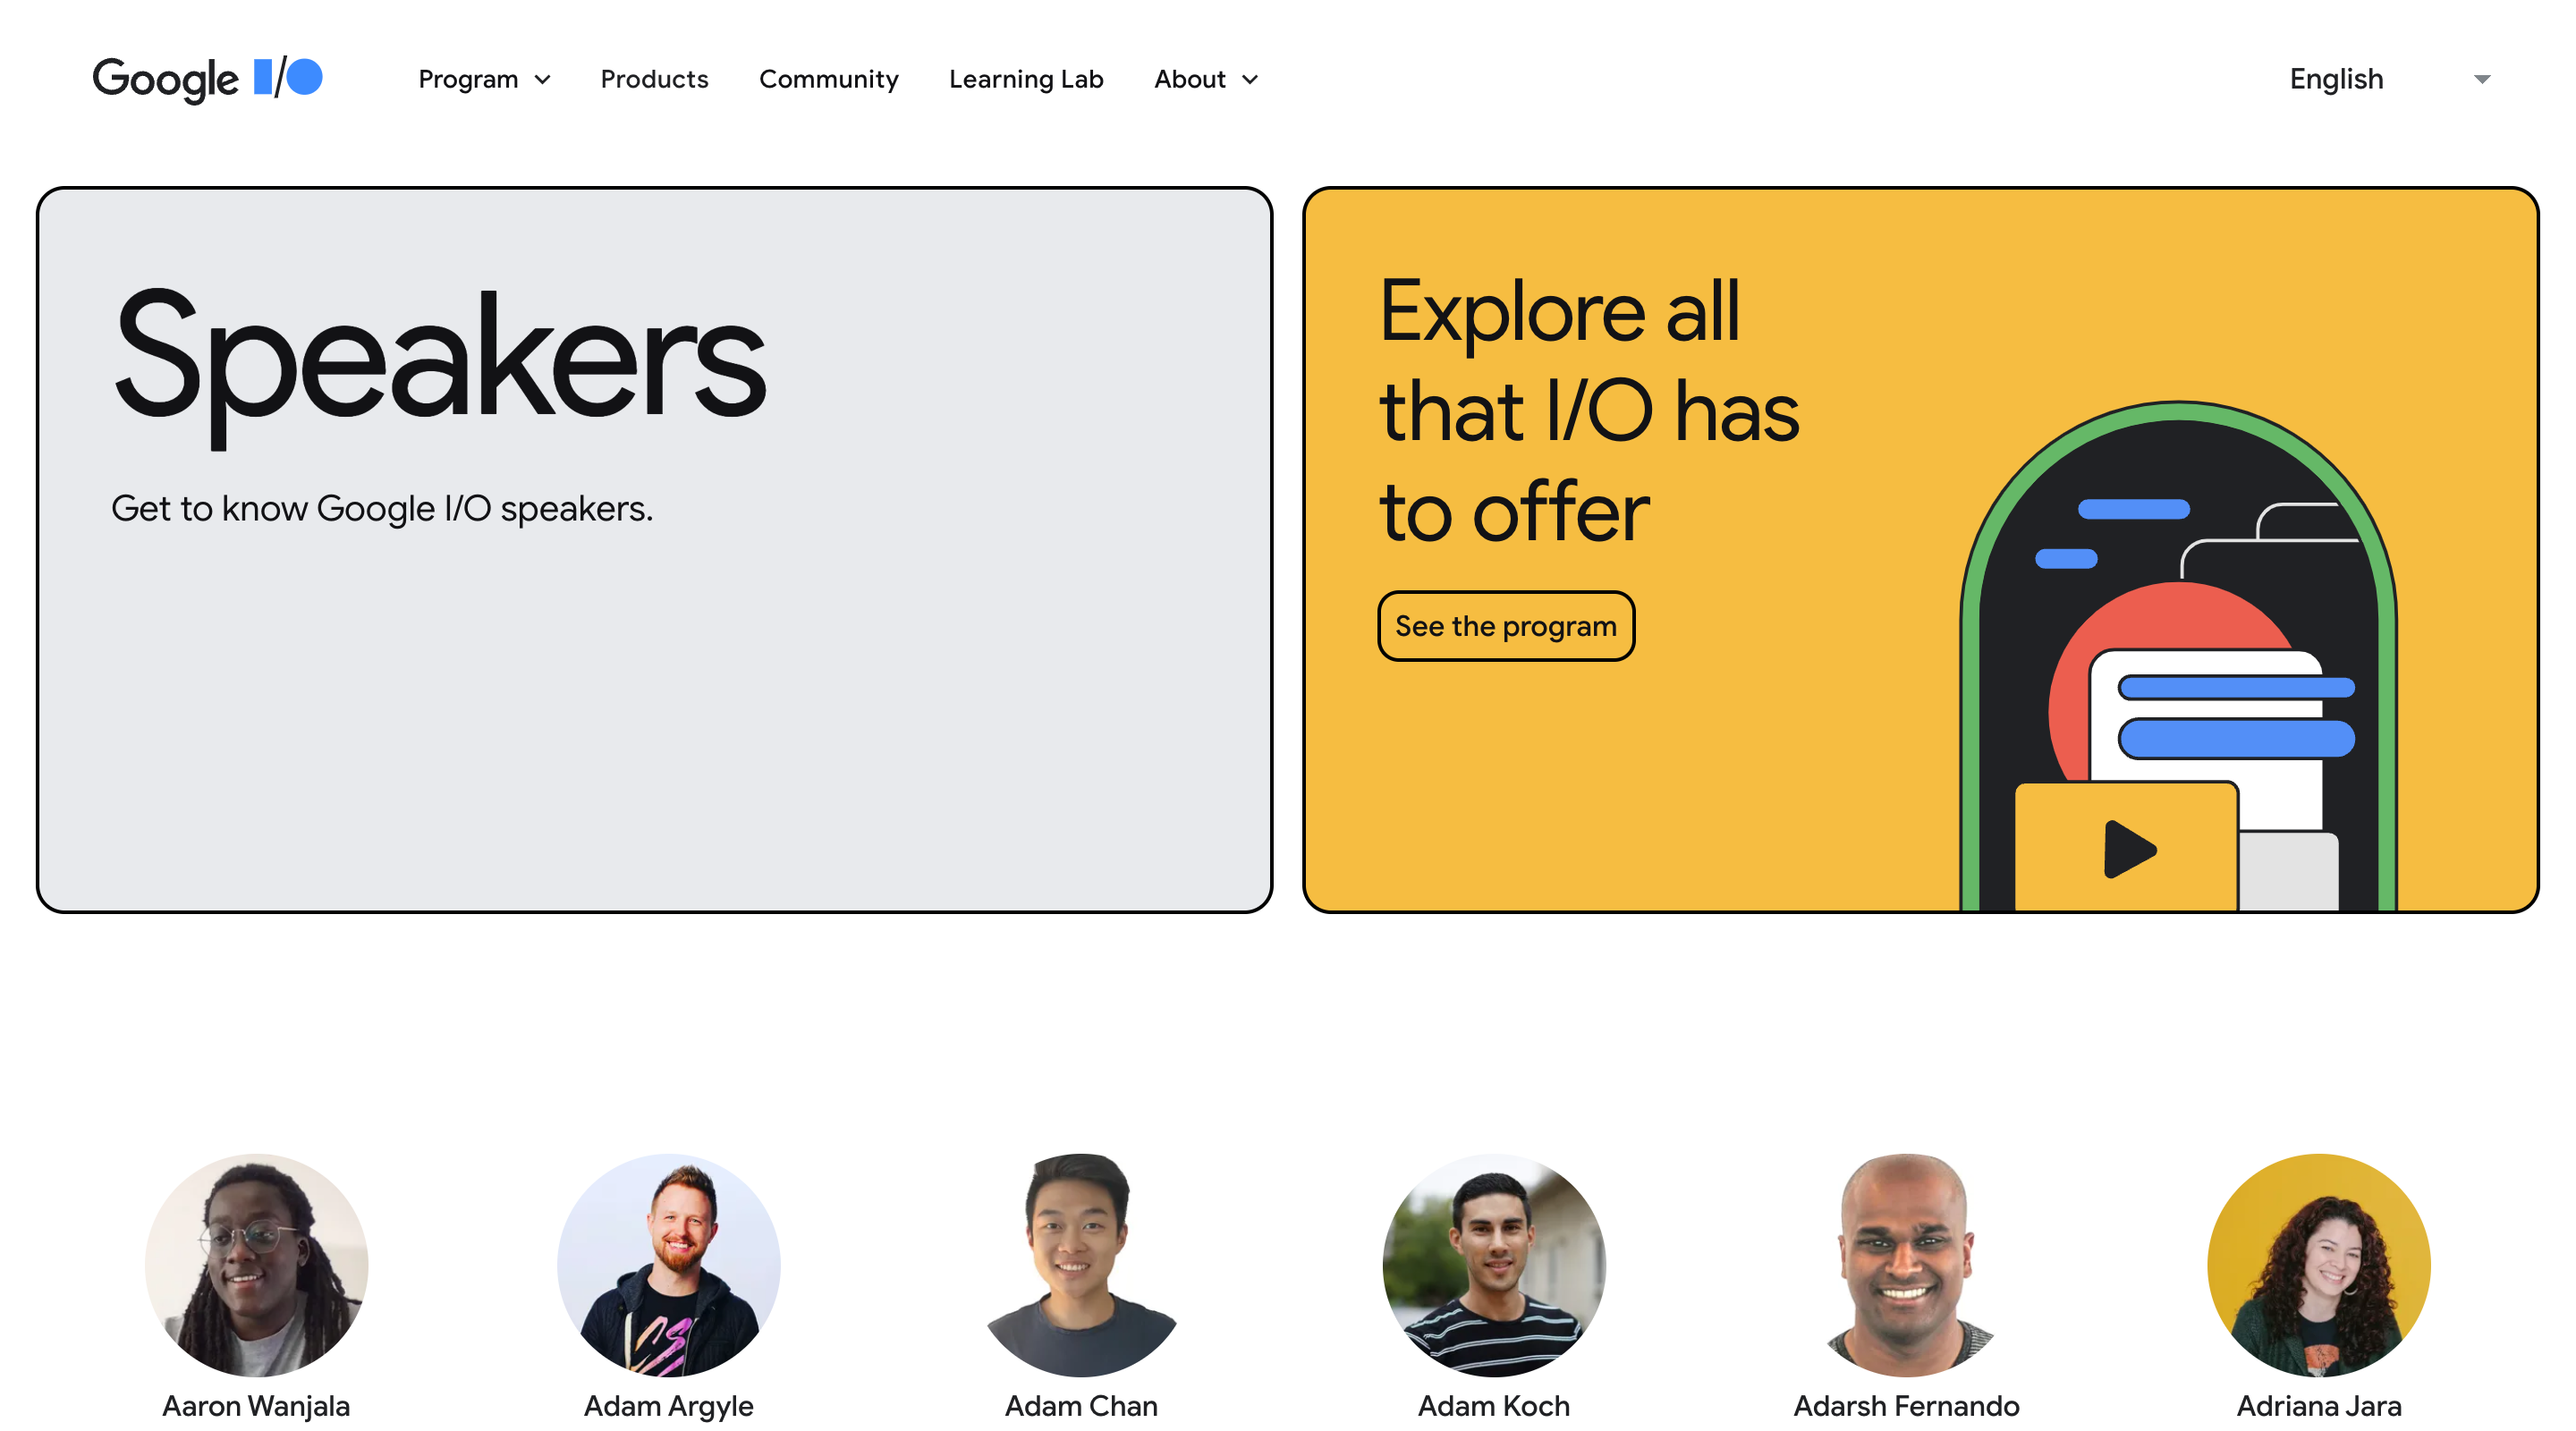 Google I/O
Program
Products
Community
Learning Lab
About
English
Speakers
Get to know Google I/O speakers.
Explore all
that I/O has
to offer
See the program
Aaron Wanjala
Adam Argyle
Adam Chan
Adam Koch
Adarsh Fernando
Adriana Jara